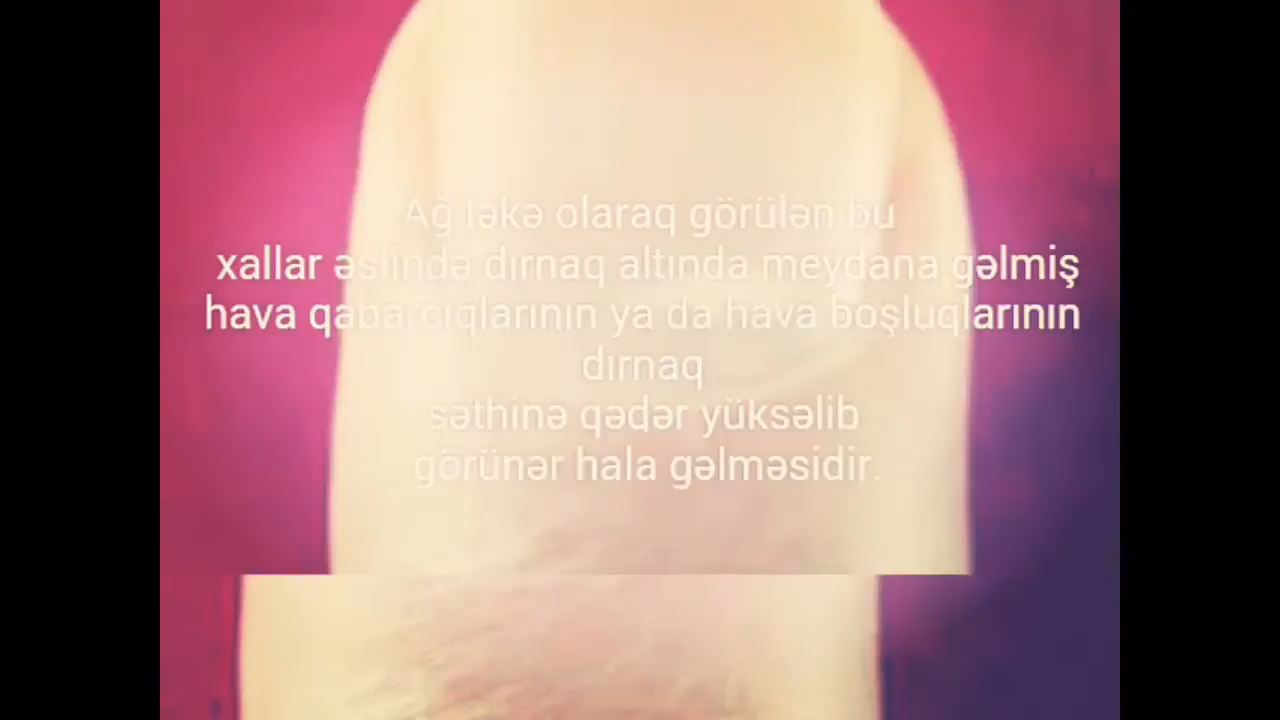 Ağ ləkə olaraq görülən bu
xallar əslində dırnaq altında meydana gəlmiş
hava qabarcıqlarının ya da hava boşluqlarının
dırnaq
səthinə qədər yüksəlib
görünər hala gəlməsidir.